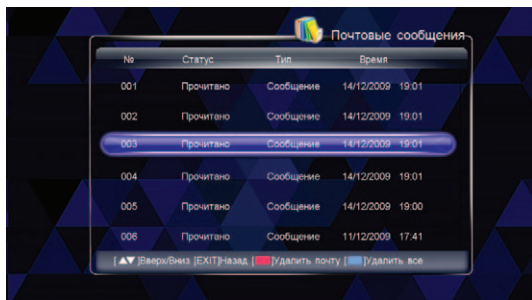 Почтовые сообщения
№ Статус Тип Время
001 Прочитано Сообщение 14/12/2009 19:01
002 Прочитано Сообщение 14/12/2009 19:01
003 Прочитано Сообщение 14/12/2009 19:01
004 Прочитано Сообщение 14/12/2009 19:01
005 Прочитано Сообщение 14/12/2009 19:00
006 Прочитано Сообщение 11/12/2009 17:41
[▲▼]Вверх/Вниз [EXIT]Назад [ ]Удалить почту [ ]Удалить все